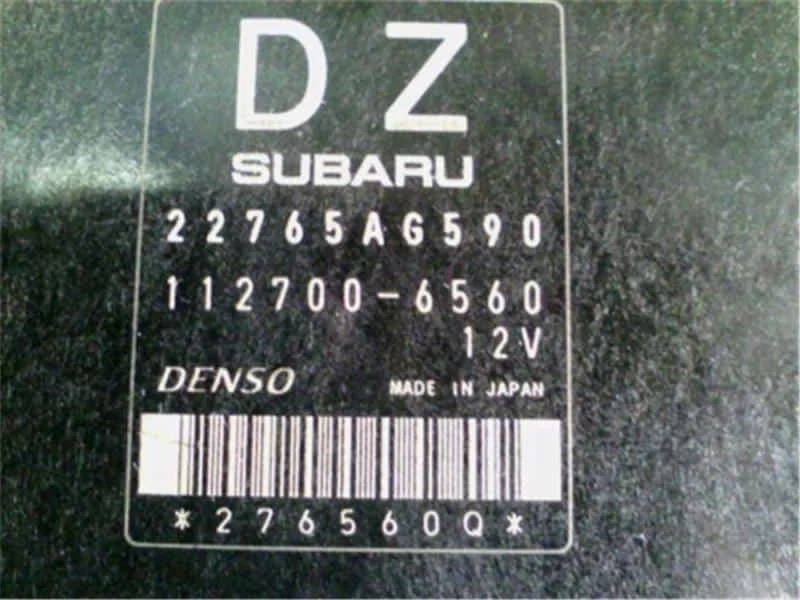 DZ
SUBARU
22765AG590
112700-6560
12V
DENSO MADE IN JAPAN
*276560Q*